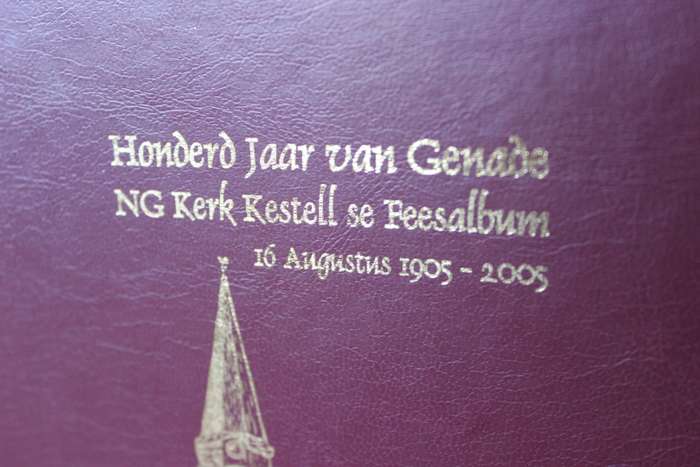 Honderd Jaar van Genade
NG Kerk Kestell se Feesalbum
16 Augustus 1905 - 2005